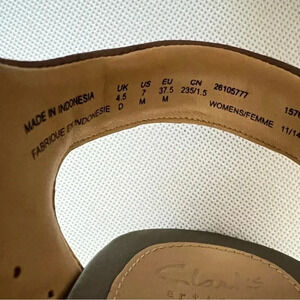 MADE IN INDONESIA
FABRIQUE EN INDONESIE
UK US EU CN 26105777
4.5 7 37.5 235/1.5
D M M WOMENS/FEMME 11/14
Clarks